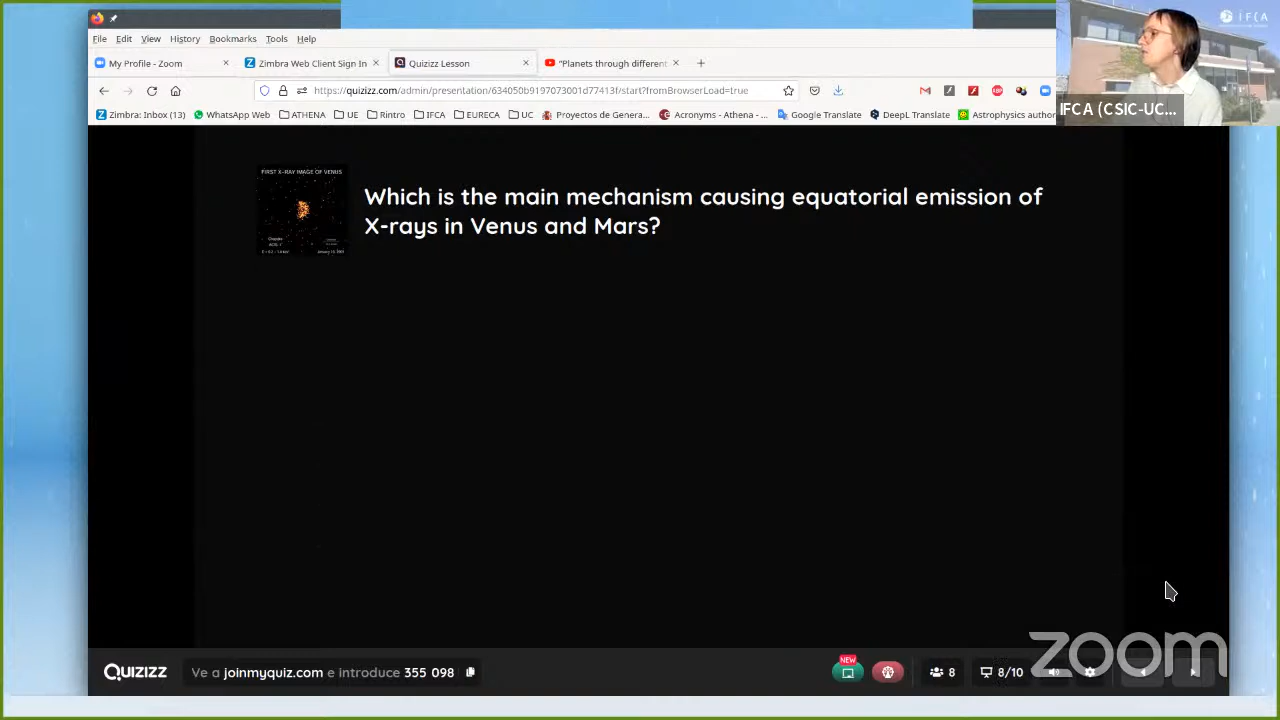 File Edit View History Bookmarks Tools Help
My Profile - Zoom
Zimbra Web Client Sign In
Quizizz Lesson
"Planets through different
https://quizizz.com/admin/presentation/6340509197073001d77413f/start?fromBrowserLoad=true
Zimbra: Inbox (13) WhatsApp Web ATHENA UE Rintro IFCA EURECA UC Proyectos de Genera... Acronyms - Athena - ... Google Translate DeepL Translate Astrophysics author
IFCA
IFCA (CSIC-UC...
FIRST X-RAY IMAGE OF VENUS
Which is the main mechanism causing equatorial emission of
X-rays in Venus and Mars?
QUIZIZZ
Ve a joinmyquiz.com e introduce 355 098
NEW
8
8/10
zoom